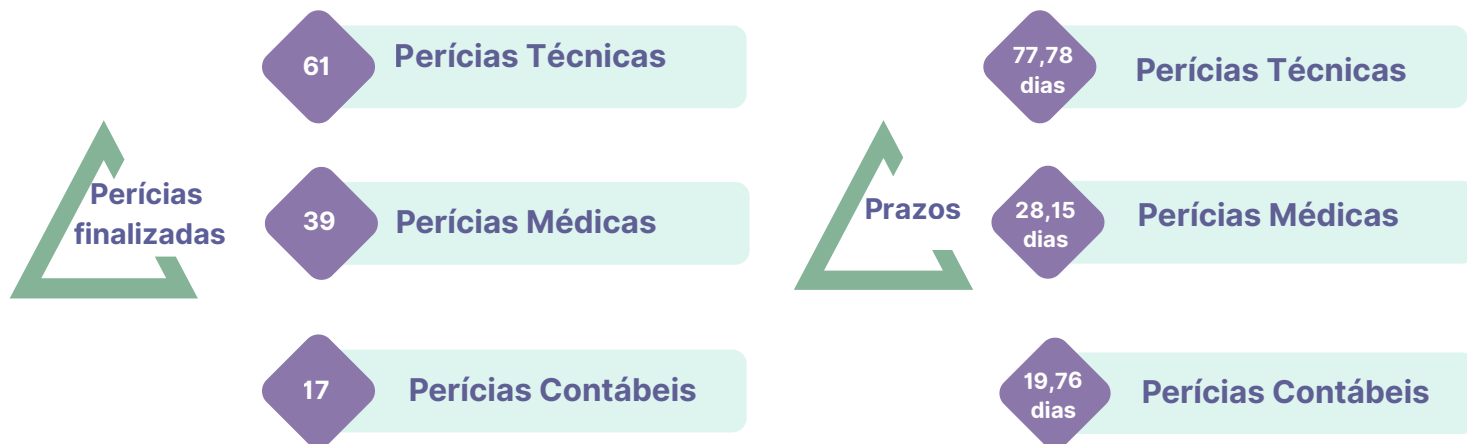 Perícias
finalizadas
61
Perícias Técnicas
39
Perícias Médicas
17
Perícias Contábeis
Prazos
77,78
dias
Perícias Técnicas
28,15
dias
Perícias Médicas
19,76
dias
Perícias Contábeis